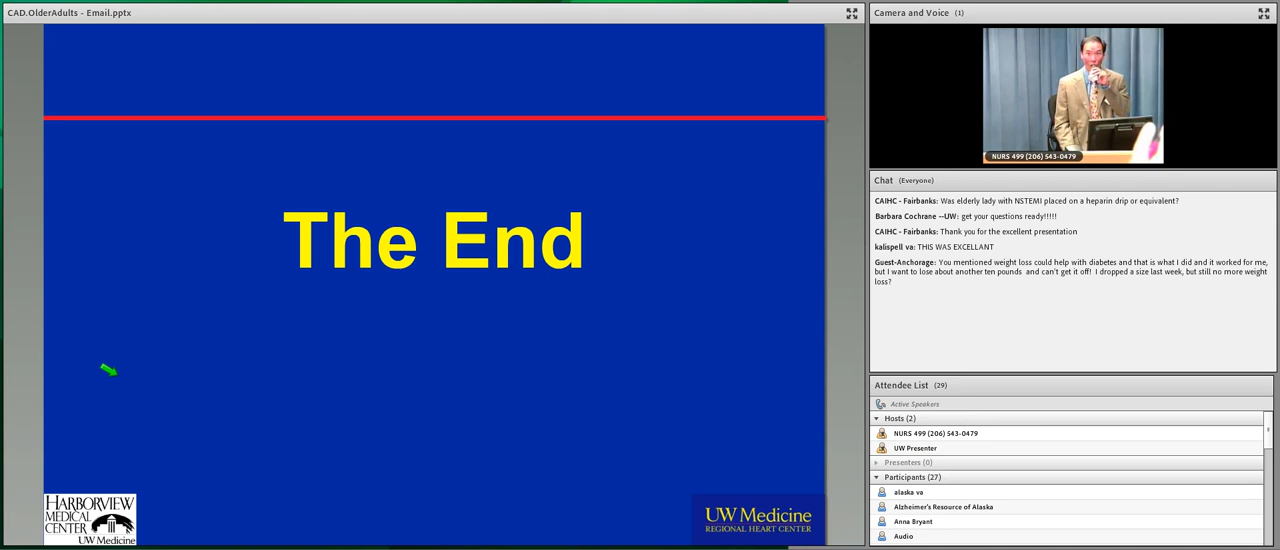 CAD.OlderAdults - Email.pptx
The End
HARBORVIEW
MEDICAL
CENTER
UW Medicine
UW Medicine
REGIONAL HEART CENTER
Camera and Voice (1)
NURS 499 (206) 543-0479
Chat (Everyone)
CAIHC - Fairbanks: Was elderly lady with NSTEMI placed on a heparin drip or equivalent?
Barbara Cochrane --UW: get your questions ready!!!!!
CAIHC - Fairbanks: Thank you for the excellent presentation
kalispell va: THIS WAS EXCELLANT
Guest-Anchorage: You mentioned weight loss could help with diabetes and that is what I did and it worked for me,
but I want to lose about another ten pounds and can't get it off! I dropped a size last week, but still no more weight
loss?
Attendee List (29)
Active Speakers
Hosts (2)
NURS 499 (206) 543-0479
UW Presenter
Presenters (0)
Participants (27)
alaska va
Alzheimer's Resource of Alaska
Anna Bryant
Audio